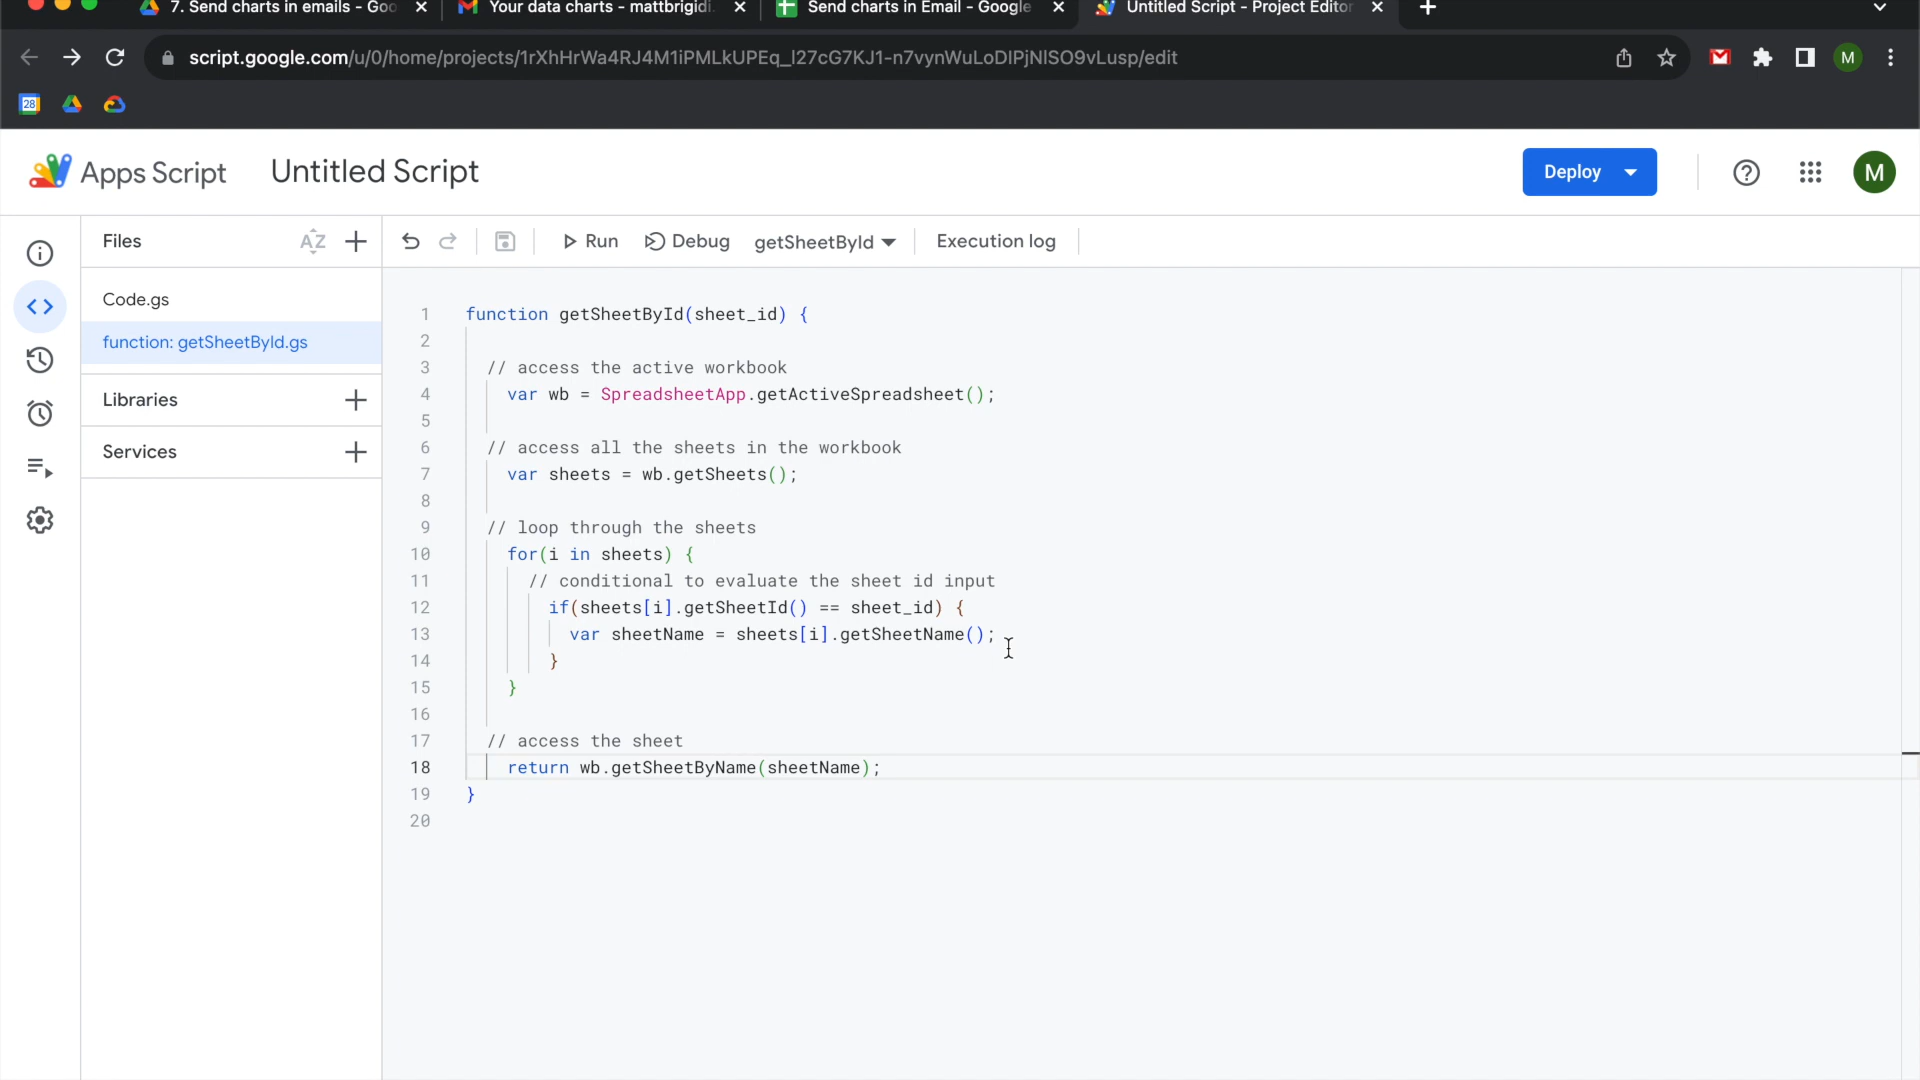 7. Send charts in emails - Goo
Your data charts - mattbrigidi.
Send charts in Email - Google
Untitled Script - Project Editor
script.google.com/u/0/home/projects/1rXhHrWa4RJ4M1iPMLkUPEq_l27cG7KJ1-n7vynWuLoDIPjNlSO9vLusp/edit
M
28
Apps Script
Untitled Script
Deploy
M
Files
AZ
Run
Debug
getSheetById
Execution log
Code.gs
function: getSheetById.gs
Libraries
Services
1 function getSheetById(sheet_id) {
2
3 // access the active workbook
4 var wb = SpreadsheetApp.getActiveSpreadsheet();
5
6 // access all the sheets in the workbook
7 var sheets = wb.getSheets();
8
9 // loop through the sheets
10 for(i in sheets) {
11 // conditional to evaluate the sheet id input
12 if(sheets[i].getSheetId() == sheet_id) {
13 var sheetName = sheets[i].getSheetName();
14 }
15 }
16
17 // access the sheet
18 return wb.getSheetByName(sheetName);
19 }
20